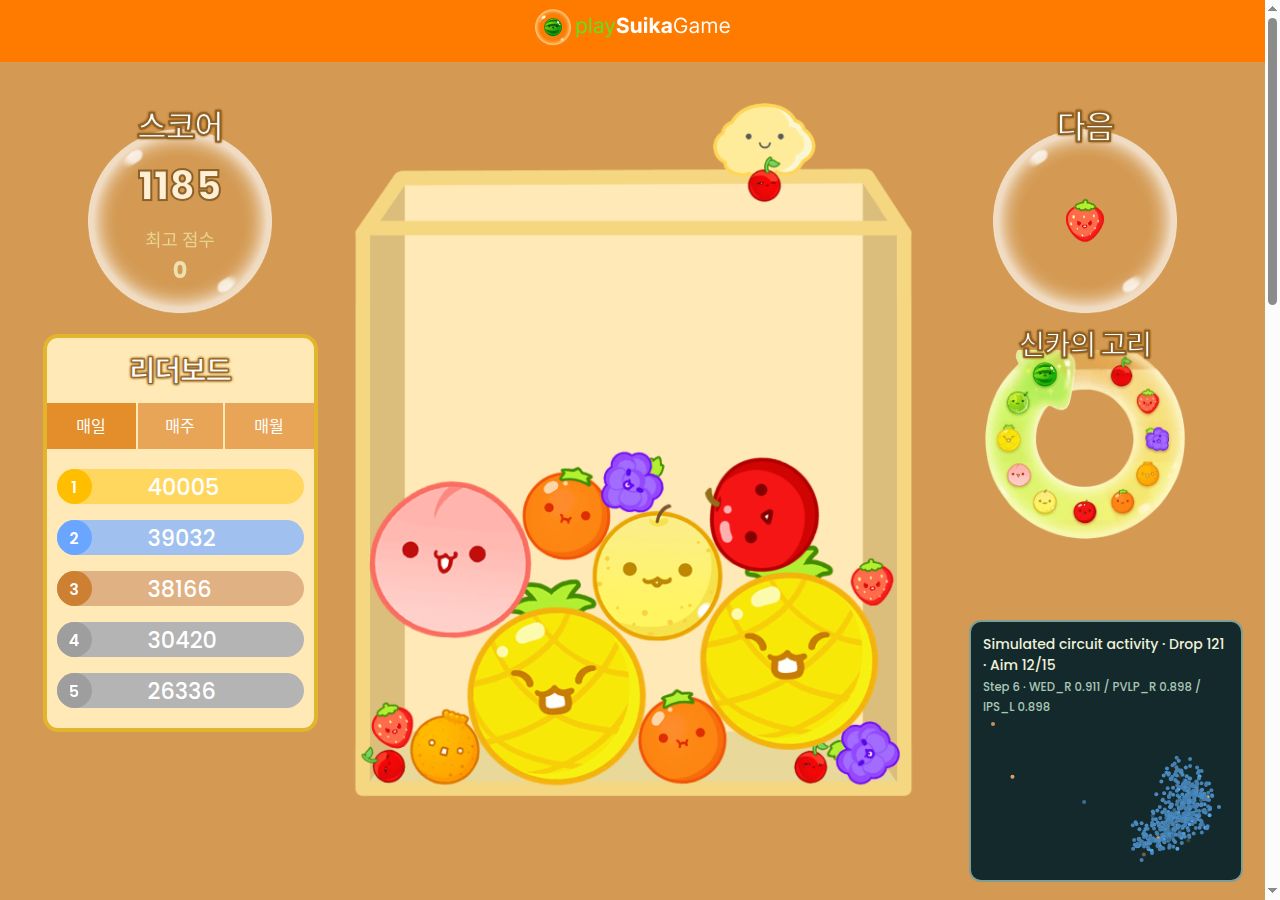 playSuikaGame
스코어
1185
최고 점수
0
다음
신카의 고리
리더보드
매일 매주 매월
1 40005
2 39032
3 38166
4 30420
5 26336
Simulated circuit activity · Drop 121
· Aim 12/15
Step 6 · WED_R 0.911 / PVLP_R 0.898 /
IPS_L 0.898